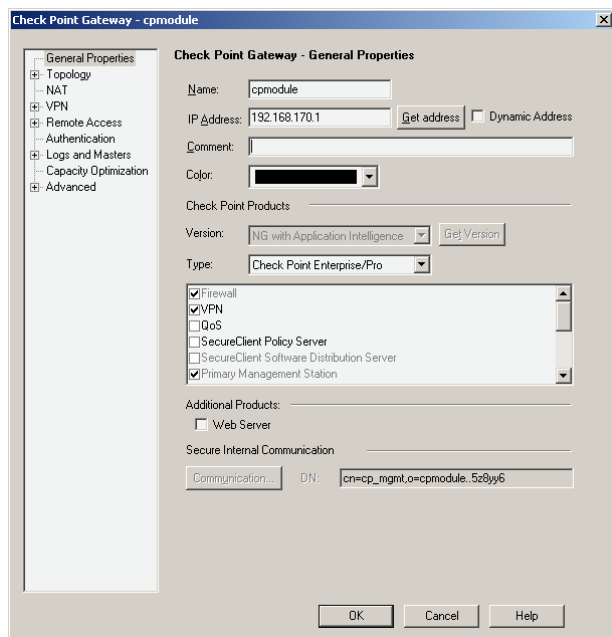 Check Point Gateway - cpmodule
General Properties
Topology
NAT
VPN
Remote Access
Authentication
Logs and Masters
Capacity Optimization
Advanced
Check Point Gateway - General Properties
Name: cpmodule
IP Address: 192.168.170.1 Get address Dynamic Address
Comment:
Color:
Check Point Products
Version: NG with Application Intelligence Get Version
Type: Check Point Enterprise/Pro
Firewall
VPN
QoS
SecureClient Policy Server
SecureClient Software Distribution Server
Primary Management Station
Additional Products:
Web Server
Secure Internal Communication
Communication... DN: cn=cp_mgmt,o=cpmodule..5z8yy6
OK Cancel Help